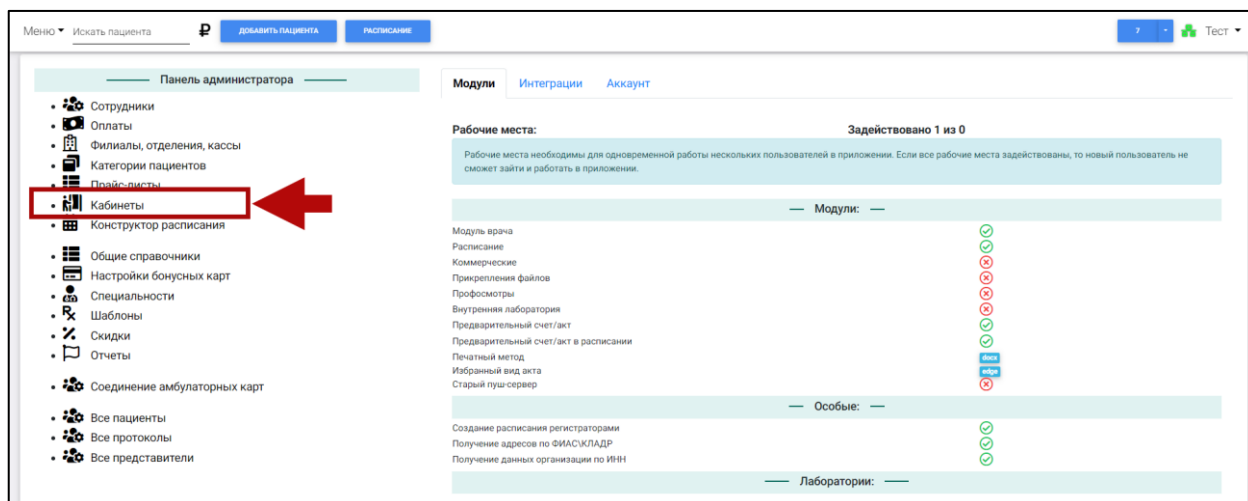 Меню Искать пациента ₽ ДОБАВИТЬ ПАЦИЕНТА РАСПИСАНИЕ 7 Тест
Панель администратора
Сотрудники
Оплаты
Филиалы, отделения, кассы
Категории пациентов
Прайс-листы
Кабинеты
Конструктор расписания
Общие справочники
Настройки бонусных карт
Специальности
Шаблоны
Скидки
Отчеты
Соединение амбулаторных карт
Все пациенты
Все протоколы
Все представители
Модули Интеграции Аккаунт
Рабочие места: Задействовано 1 из 0
Рабочие места необходимы для одновременной работы нескольких пользователей в приложении. Если все рабочие места задействованы, то новый пользователь не
сможет зайти и работать в приложении.
Модули:
Модуль врача
Расписание
Коммерческие
Прикрепления файлов
Профосмотры
Внутренняя лаборатория
Предварительный счет/акт
Предварительный счет/акт в расписании
Печатный метод docx
Избранный вид акта edge
Старый пуш-сервер
Особые:
Создание расписания регистраторами
Получение адресов по ФИАС\КЛАДР
Получение данных организации по ИНН
Лаборатории: